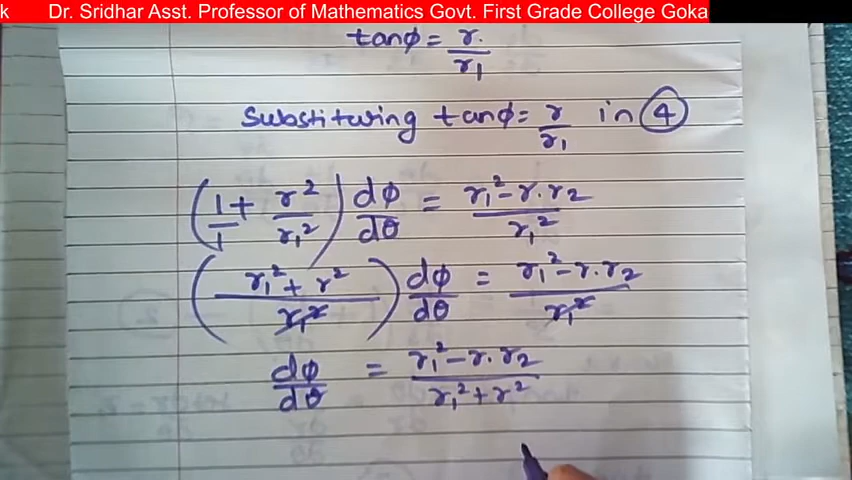 k Dr. Sridhar Asst. Professor of Mathematics Govt. First Grade College Goka
tanφ = r/r₁
Substituring tanφ = r/r₁ in ④
(1/1 + r²/r₁²) dφ/dθ = (r₁² - r.r₂)/r₁²
((r₁² + r²)/r₁²) dφ/dθ = (r₁² - r.r₂)/r₁²
dφ/dθ = (r₁² - r.r₂)/(r₁² + r²)